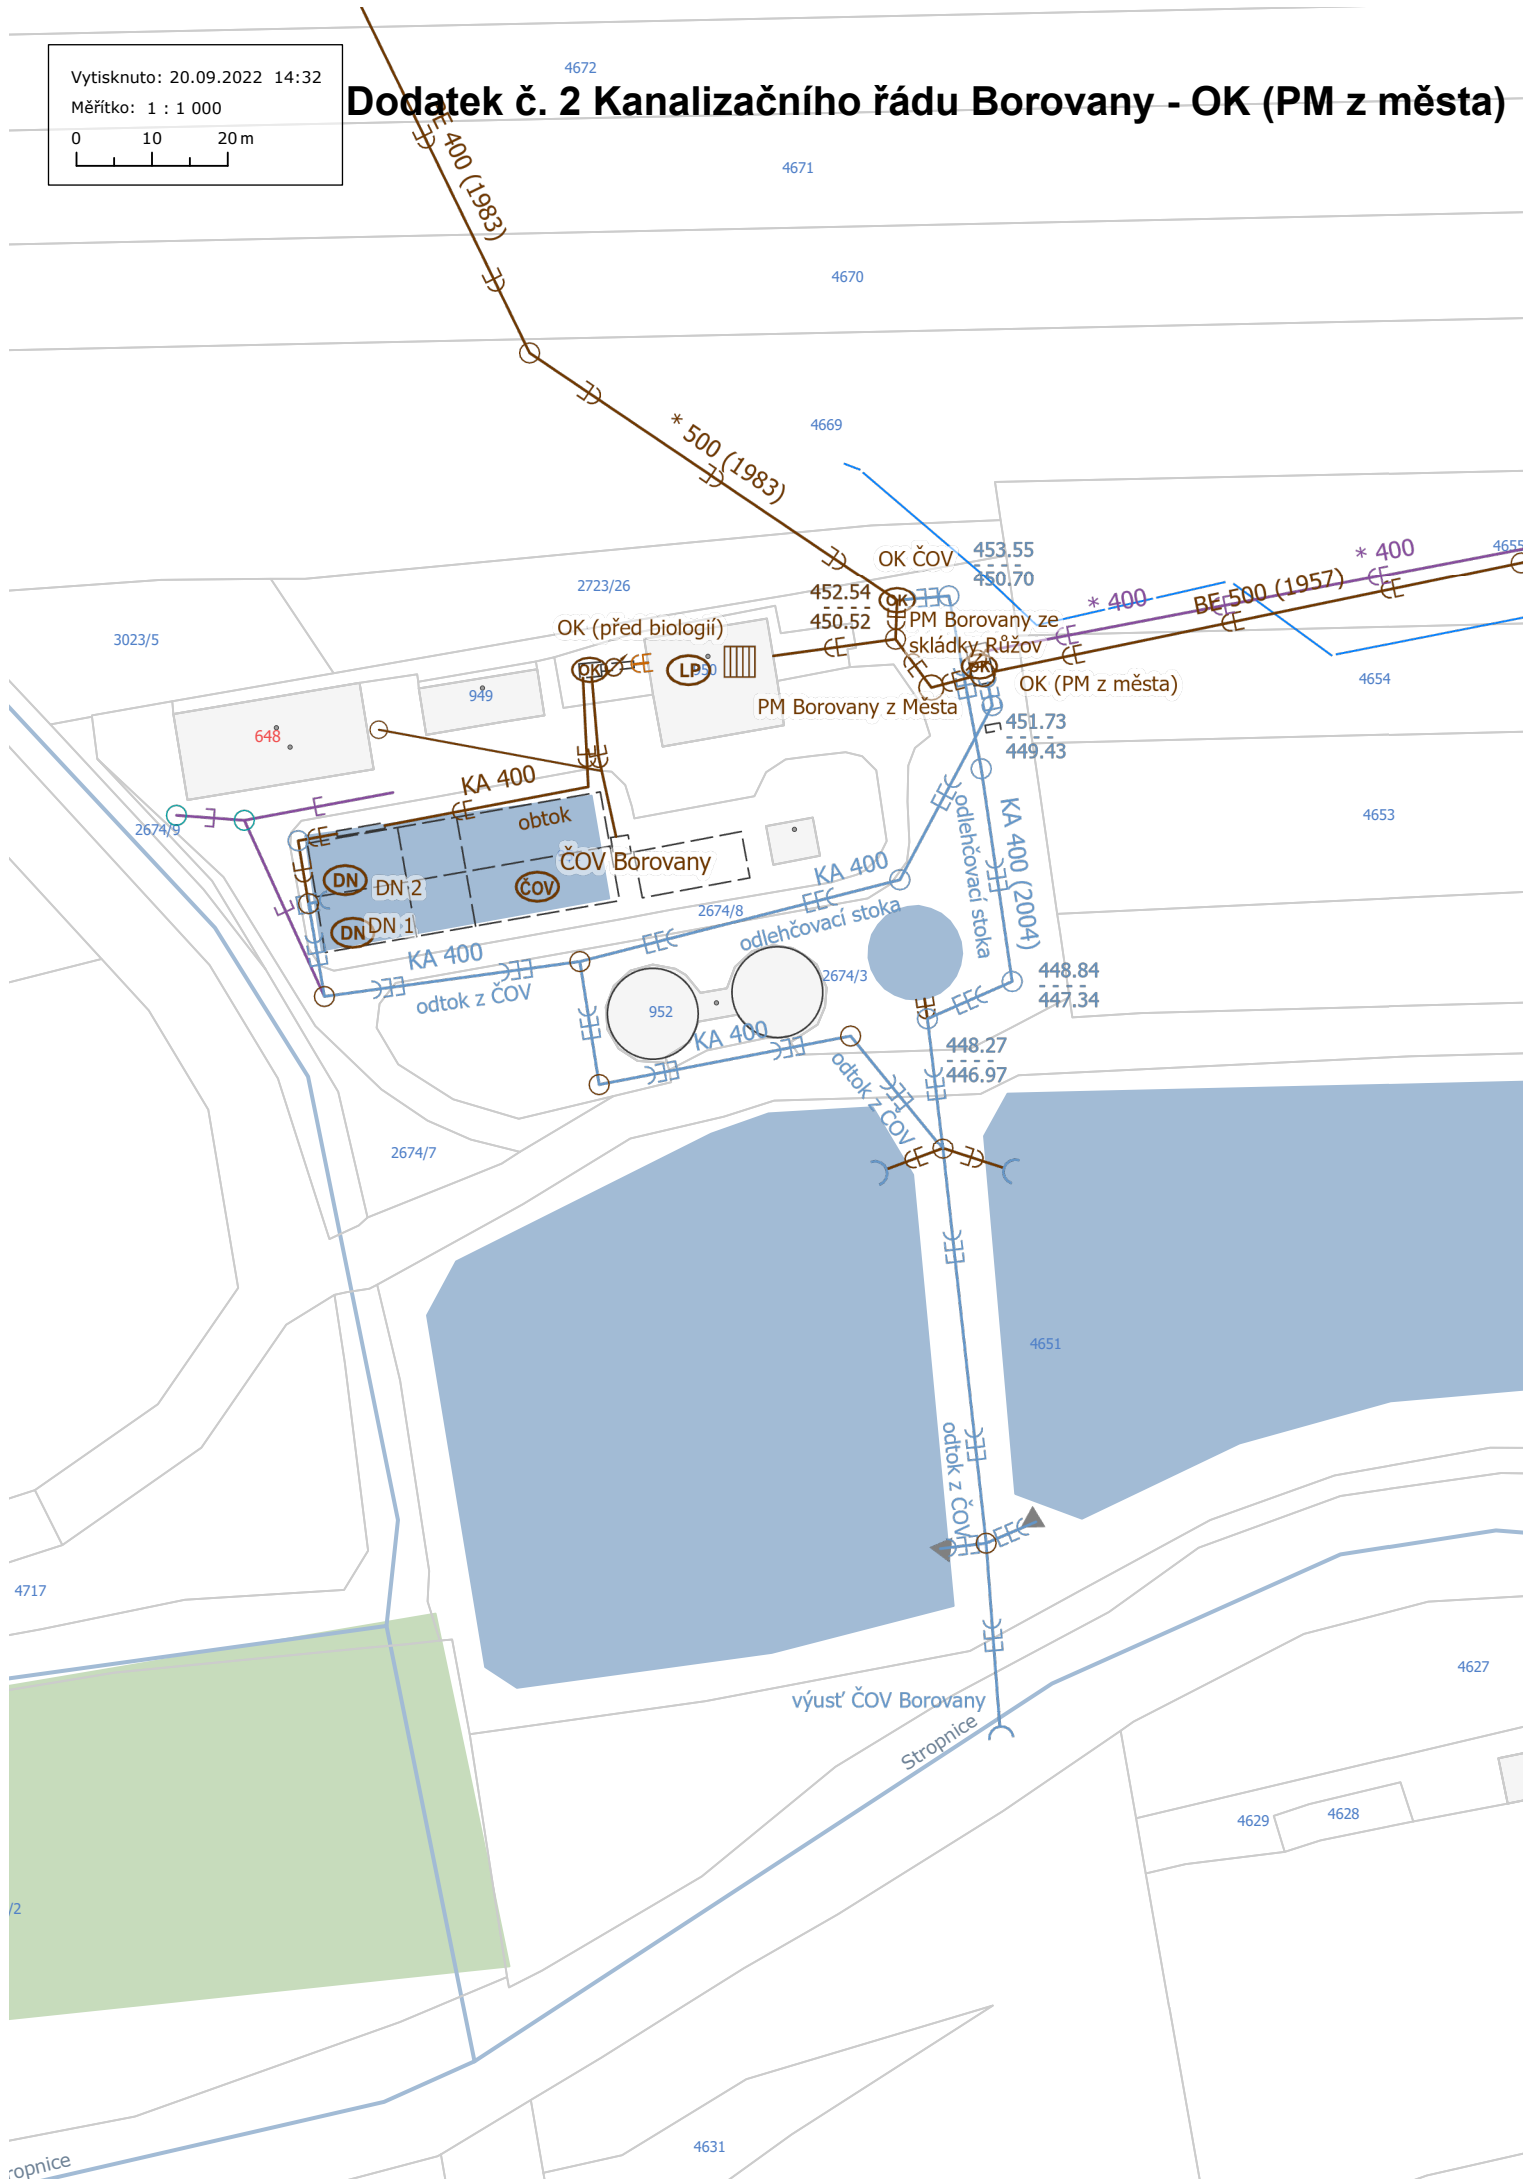 Vytisknuto: 20.09.2022 14:32
Měřítko: 1 : 1 000
0 10 20 m
Dodatek č. 2 Kanalizačního řádu Borovany - OK (PM z města)
4672
BE 400 (1983)
4671
4670
* 500 (1983)
4669
OK ČOV
453.55
450.70
* 400
4655
2723/26
452.54
450.52
OK
* 400
BE 500 (1957)
3023/5
OK (před biologií)
PM Borovany ze
skládky Růžov
OK
LP
950
OK
OK (PM z města)
4654
949
PM Borovany z Města
451.73
449.43
648
KA 400
obtok
2674/9
KA 400 (2004)
odlehčovací stoka
4653
ČOV Borovany
DN
DN 2
ČOV
KA 400
DN
DN 1
2674/8
odlehčovací stoka
KA 400
odtok z ČOV
2674/3
448.84
447.34
952
KA 400
448.27
446.97
odtok z ČOV
2674/7
4651
odtok z ČOV
4717
4627
výusť ČOV Borovany
Stropnice
4629
4628
/2
4631
ropnice